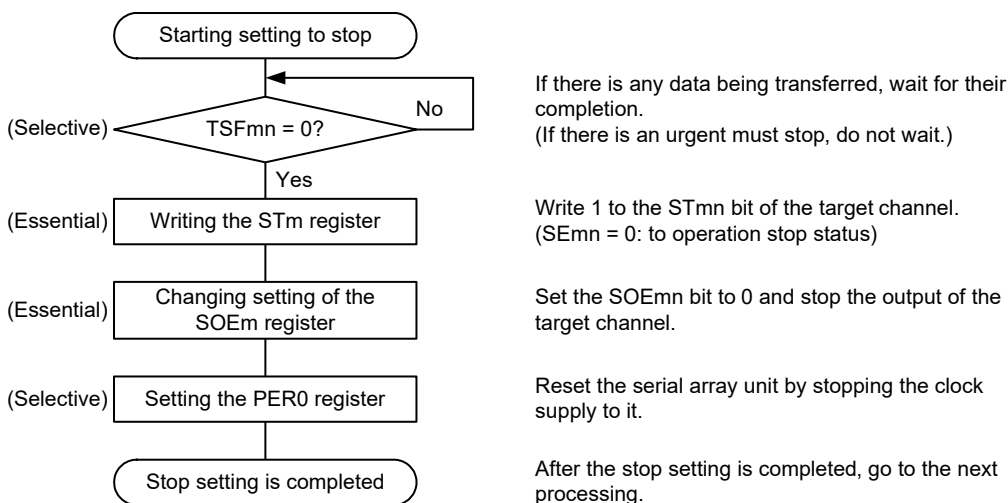 Starting setting to stop
No
If there is any data being transferred, wait for their
completion.
(If there is an urgent must stop, do not wait.)
(Selective)
TSFmn = 0?
Yes
(Essential)
Writing the STm register
Write 1 to the STmn bit of the target channel.
(SEmn = 0: to operation stop status)
(Essential)
Changing setting of the
SOEm register
Set the SOEmn bit to 0 and stop the output of the
target channel.
(Selective)
Setting the PER0 register
Reset the serial array unit by stopping the clock
supply to it.
Stop setting is completed
After the stop setting is completed, go to the next
processing.